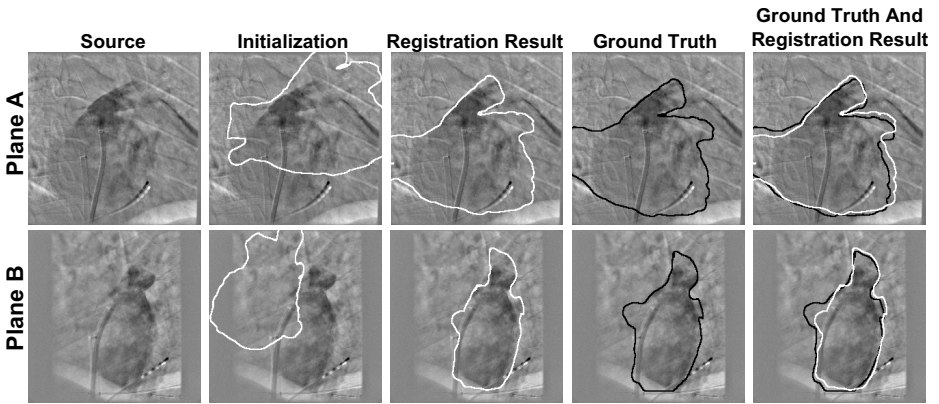 Source
Initialization
Registration Result
Ground Truth
Ground Truth And
Registration Result
Plane A
Plane B